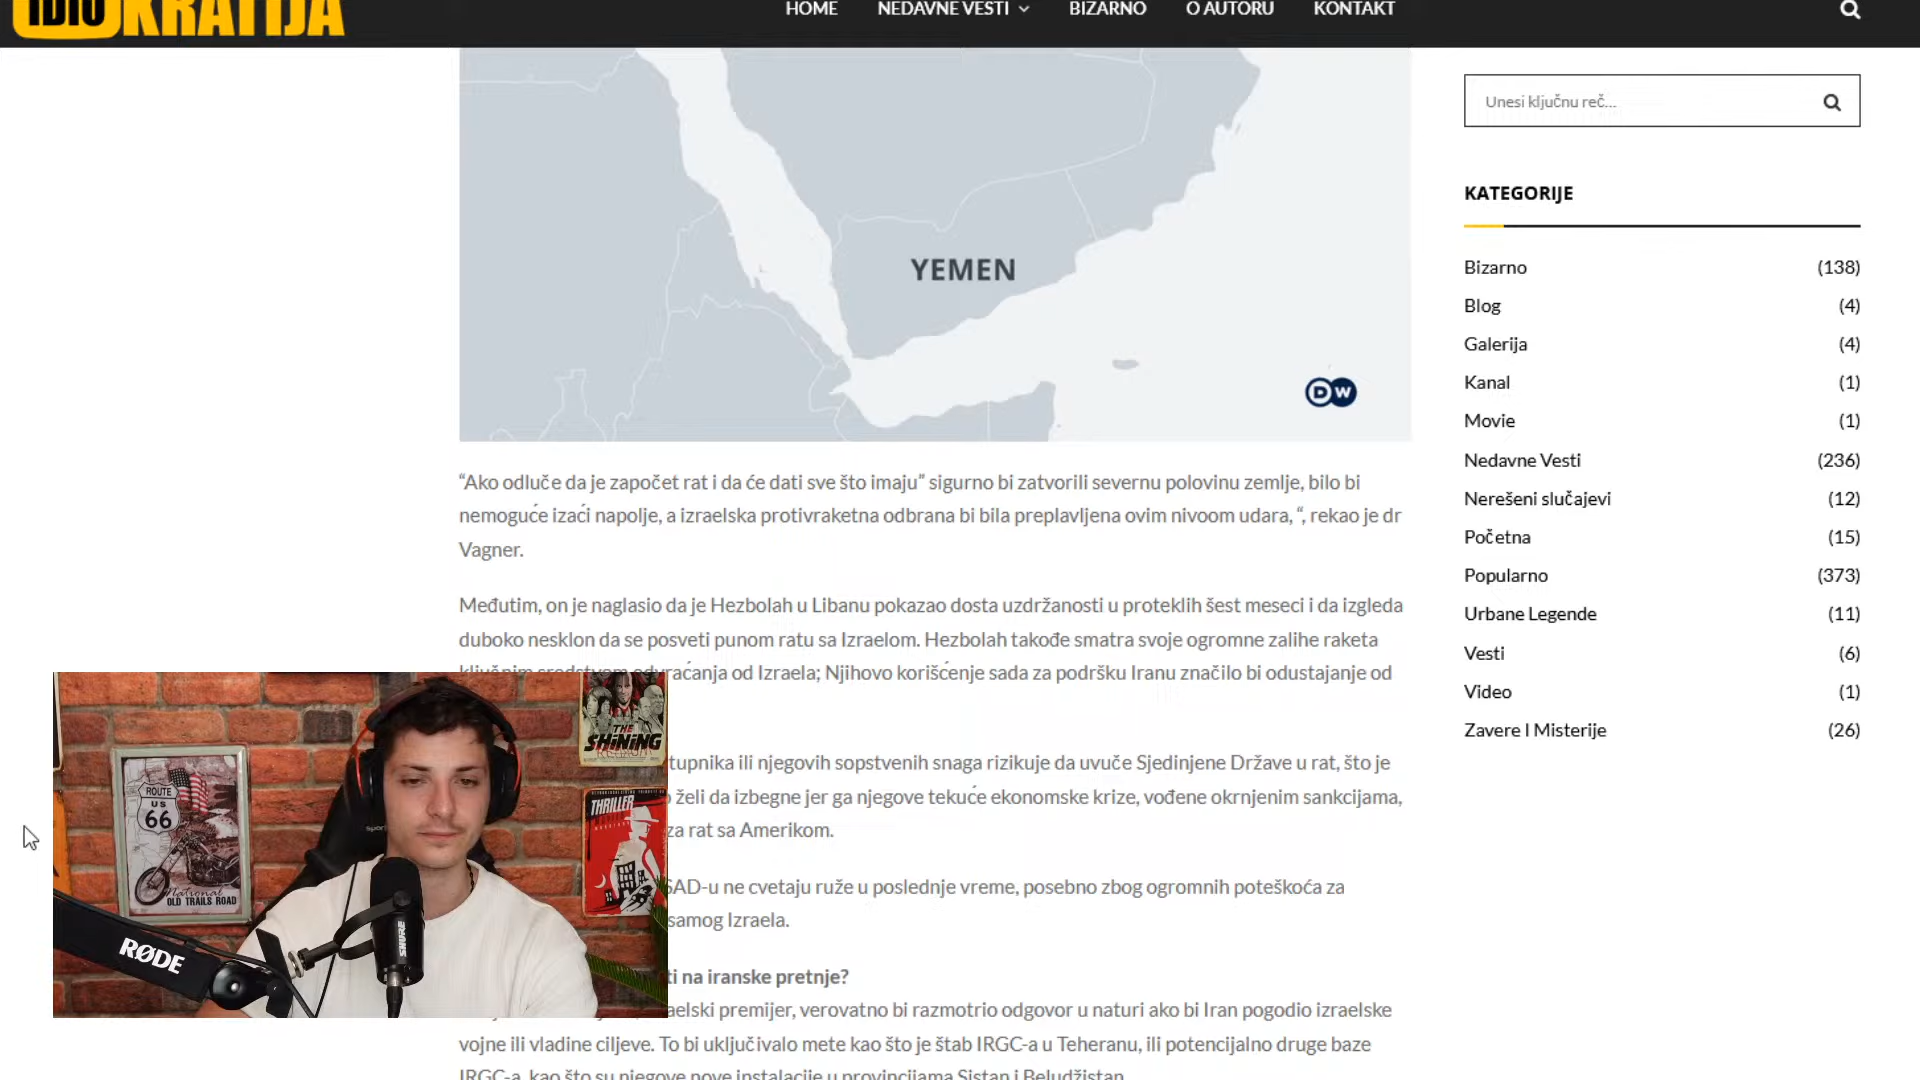 IDIO KRATIJA
HOME NEDAVNE VESTI BIZARNO O AUTORU KONTAKT
YEMEN
DW
“Ako odluče da je započet rat i da će dati sve što imaju” sigurno bi zatvorili severnu polovinu zemlje, bilo bi
nemoguće izaći napolje, a izraelska protivraketna odbrana bi bila preplavljena ovim nivoom udara, “, rekao je dr
Vagner.
Međutim, on je naglasio da je Hezbolah u Libanu pokazao dosta uzdržanosti u proteklih šest meseci i da izgleda
duboko nesklon da se posveti punom ratu sa Izraelom. Hezbolah takođe smatra svoje ogromne zalihe raketa
ključnim sredstvom odvraćanja od Izraela; Njihovo korišćenje sada za podršku Iranu značilo bi odustajanje od
tupnika ili njegovih sopstvenih snaga rizikuje da uvuče Sjedinjene Države u rat, što je
želi da izbegne jer ga njegove tekuće ekonomske krize, vođene okrnjenim sankcijama,
za rat sa Amerikom.
SAD-u ne cvetaju ruže u poslednje vreme, posebno zbog ogromnih poteškoća za
samog Izraela.
ti na iranske pretnje?
aelski premijer, verovatno bi razmotrio odgovor u naturi ako bi Iran pogodio izraelske
vojne ili vladine ciljeve. To bi uključivalo mete kao što je štab IRGC-a u Teheranu, ili potencijalno druge baze
IRGC-a, kao što su njegove nove instalacije u provincijama Sistan i Beludžistan.
Unesi ključnu reč...
KATEGORIJE
Bizarno (138)
Blog (4)
Galerija (4)
Kanal (1)
Movie (1)
Nedavne Vesti (236)
Nerešeni slučajevi (12)
Početna (15)
Popularno (373)
Urbane Legende (11)
Vesti (6)
Video (1)
Zavere I Misterije (26)
ROUTE
US
66
National
OLD TRAILS ROAD
THE
SHiNiNG
THRILLER
RØDE
SHURE